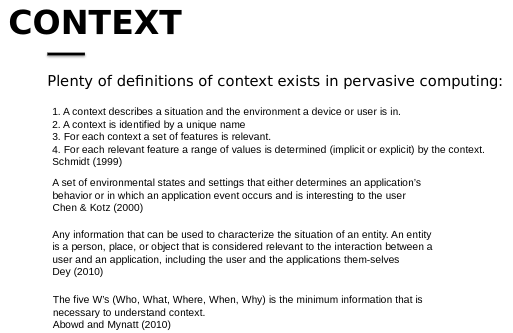 CONTEXT
Plenty of definitions of context exists in pervasive computing:
1. A context describes a situation and the environment a device or user is in.
2. A context is identified by a unique name
3. For each context a set of features is relevant.
4. For each relevant feature a range of values is determined (implicit or explicit) by the context.
Schmidt (1999)
A set of environmental states and settings that either determines an application's
behavior or in which an application event occurs and is interesting to the user
Chen & Kotz (2000)
Any information that can be used to characterize the situation of an entity. An entity
is a person, place, or object that is considered relevant to the interaction between a
user and an application, including the user and the applications them-selves
Dey (2010)
The five W's (Who, What, Where, When, Why) is the minimum information that is
necessary to understand context.
Abowd and Mynatt (2010)